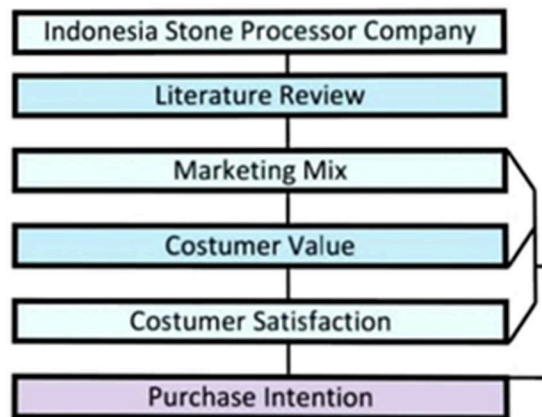 Indonesia Stone Processor Company
Literature Review
Marketing Mix
Costumer Value
Costumer Satisfaction
Purchase Intention